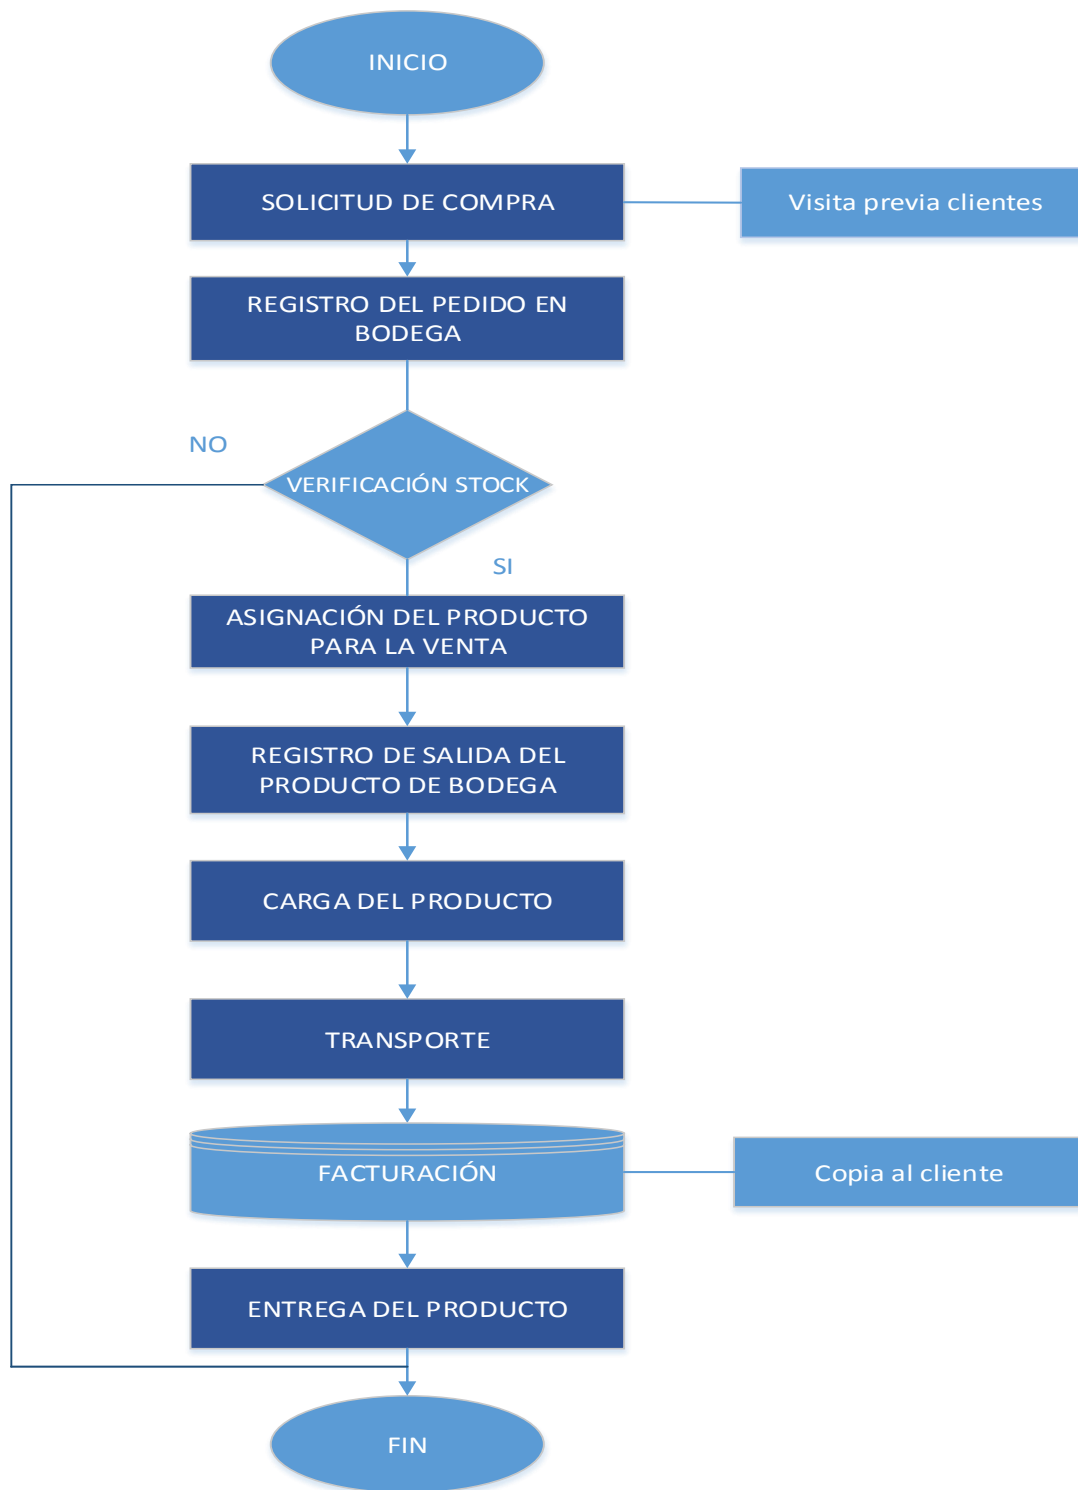 INICIO
SOLICITUD DE COMPRA
Visita previa clientes
REGISTRO DEL PEDIDO EN
BODEGA
NO
VERIFICACIÓN STOCK
SI
ASIGNACIÓN DEL PRODUCTO
PARA LA VENTA
REGISTRO DE SALIDA DEL
PRODUCTO DE BODEGA
CARGA DEL PRODUCTO
TRANSPORTE
FACTURACIÓN
Copia al cliente
ENTREGA DEL PRODUCTO
FIN